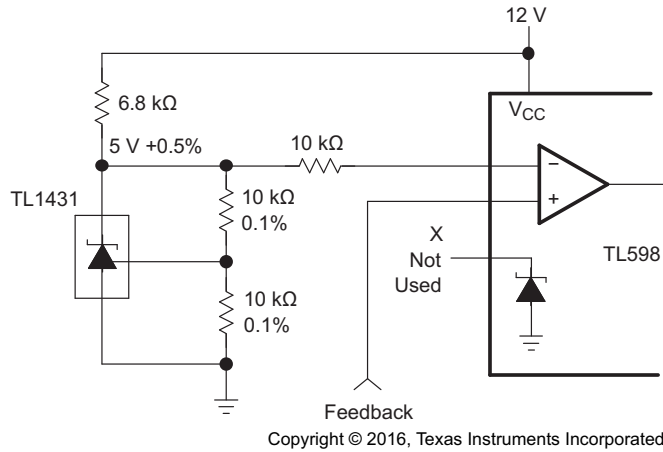 12 V
6.8 kΩ
VCC
5 V +0.5%
10 kΩ
−
TL1431
10 kΩ
0.1%
+
X
Not
Used
TL598
10 kΩ
0.1%
Feedback
Copyright © 2016, Texas Instruments Incorporated